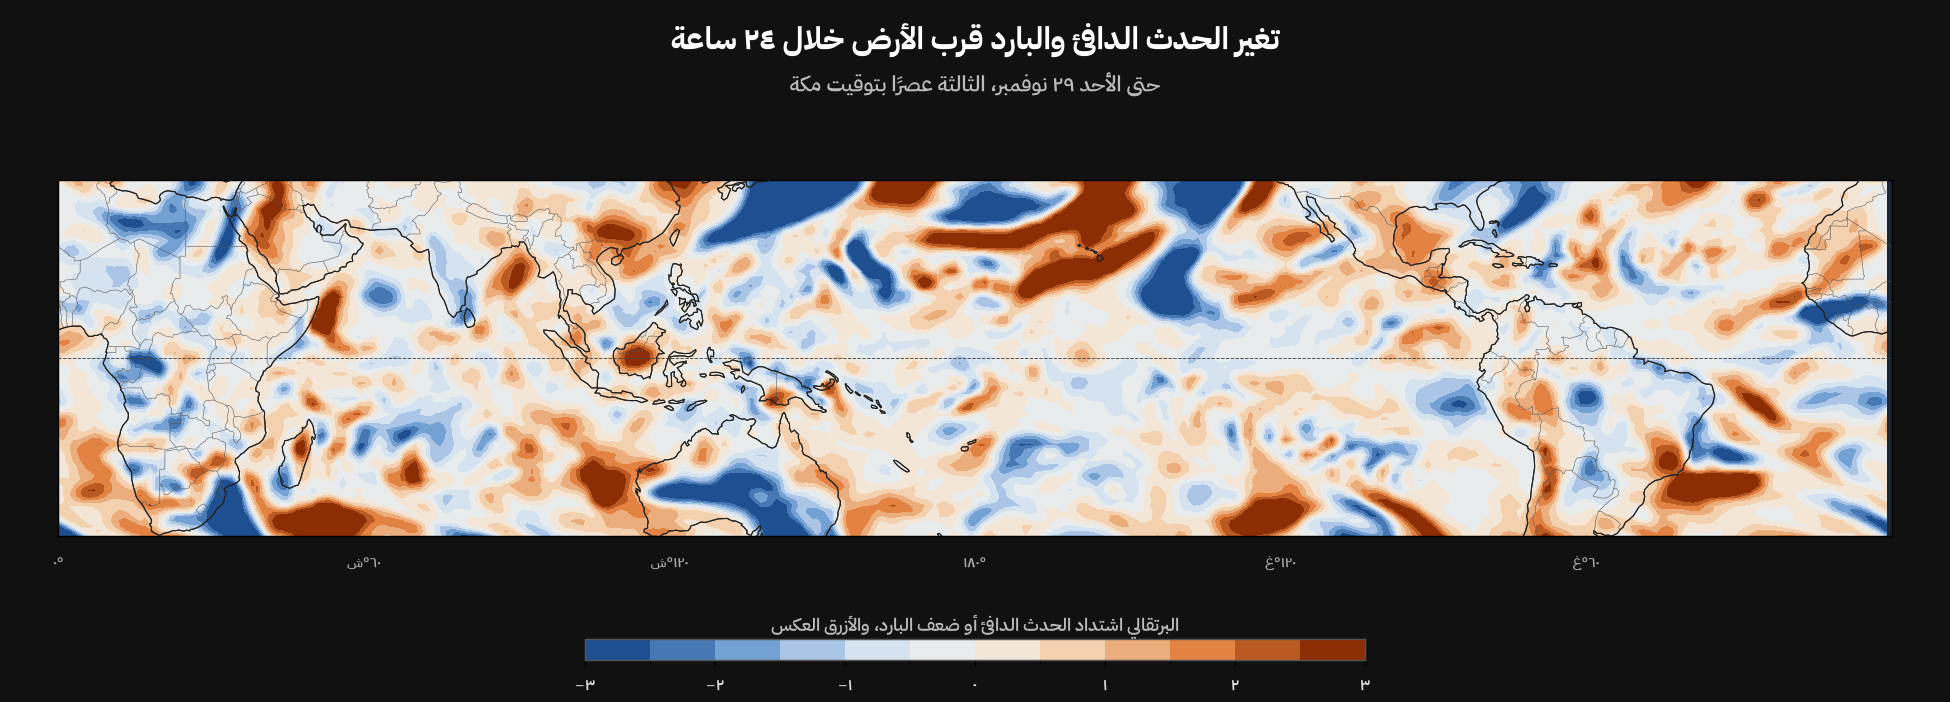 تغير الحدث الدافئ والبارد قرب الأرض خلال ٢٤ ساعة
حتى الأحد ٢٩ نوفمبر، الثالثة عصرًا بتوقيت مكة
٠°
٦٠°ش
١٢٠°ش
١٨٠°
١٢٠°غ
٦٠°غ
البرتقالي اشتداد الحدث الدافئ أو ضعف البارد، والأزرق العكس
−٣
−٢
−١
٠
١
٢
٣